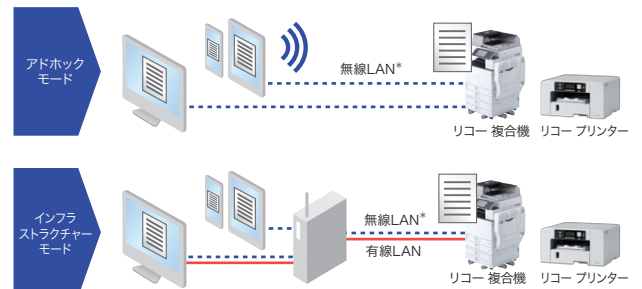 アドホック
モード
無線LAN*
リコー 複合機 リコー プリンター
インフラ
ストラクチャー
モード
無線LAN*
有線LAN
リコー 複合機 リコー プリンター